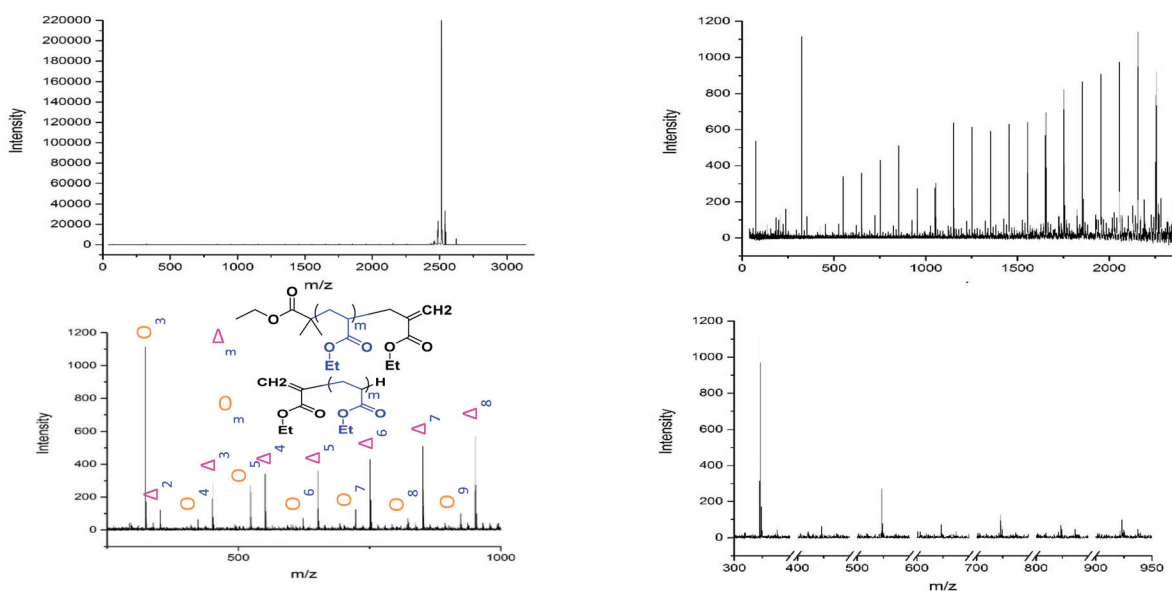 Intensity
220000
200000
180000
160000
140000
120000
100000
80000
60000
40000
20000
0
0 500 1000 1500 2000 2500 3000
m/z
Intensity
1200
1000
800
600
400
200
0
0 500 1000 1500 2000
Intensity
1200
1000
800
600
400
200
0
500 1000
m/z
O 3
Δ m
O m
Δ 2
O 4
Δ 3
O 5
Δ 4
O 6
Δ 5
O 7
Δ 6
O 8
Δ 7
O 9
Δ 8
O
O
m
CH2
O
O
Et
O
O
Et
CH2
H
m
O
O
Et
O
O
Et
Intensity
1200
1000
800
600
400
200
0
300 400 500 600 700 800 900 950
m/z